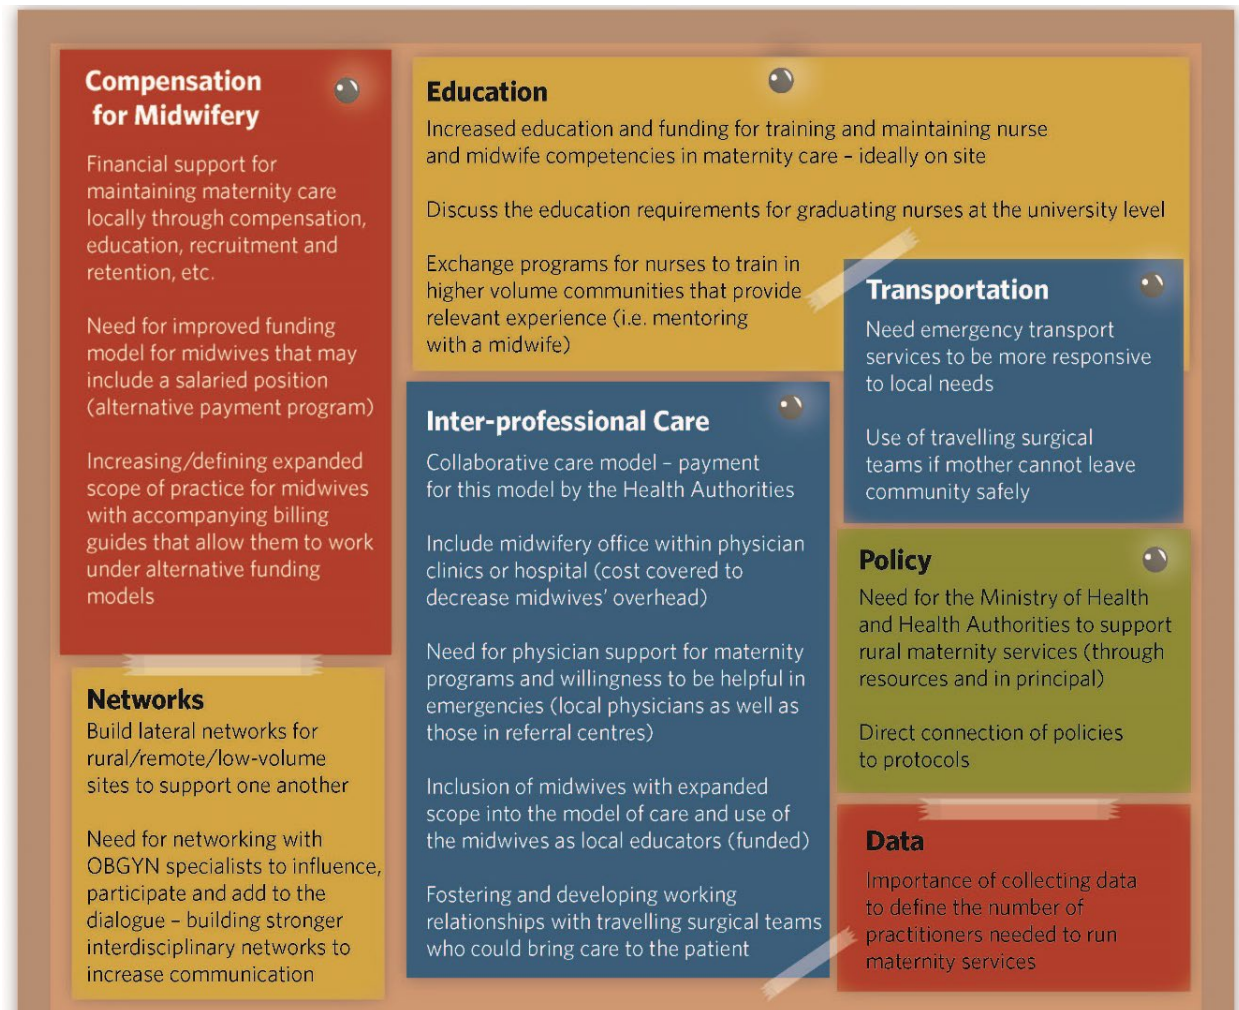 Compensation
for Midwifery
Financial support for
maintaining maternity care
locally through compensation,
education, recruitment and
retention, etc.
Need for improved funding
model for midwives that may
include a salaried position
(alternative payment program)
Increasing/defining expanded
scope of practice for midwives
with accompanying billing
guides that allow them to work
under alternative funding
models
Networks
Build lateral networks for
rural/remote/low-volume
sites to support one another
Need for networking with
OBGYN specialists to influence,
participate and add to the
dialogue – building stronger
interdisciplinary networks to
increase communication
Education
Increased education and funding for training and maintaining nurse
and midwife competencies in maternity care – ideally on site
Discuss the education requirements for graduating nurses at the university level
Exchange programs for nurses to train in
higher volume communities that provide
relevant experience (i.e. mentoring
with a midwife)
Inter-professional Care
Collaborative care model – payment
for this model by the Health Authorities
Include midwifery office within physician
clinics or hospital (cost covered to
decrease midwives' overhead)
Need for physician support for maternity
programs and willingness to be helpful in
emergencies (local physicians as well as
those in referral centres)
Inclusion of midwives with expanded
scope into the model of care and use of
the midwives as local educators (funded)
Fostering and developing working
relationships with travelling surgical teams
who could bring care to the patient
Transportation
Need emergency transport
services to be more responsive
to local needs
Use of travelling surgical
teams if mother cannot leave
community safely
Policy
Need for the Ministry of Health
and Health Authorities to support
rural maternity services (through
resources and in principal)
Direct connection of policies
to protocols
Data
Importance of collecting data
to define the number of
practitioners needed to run
maternity services